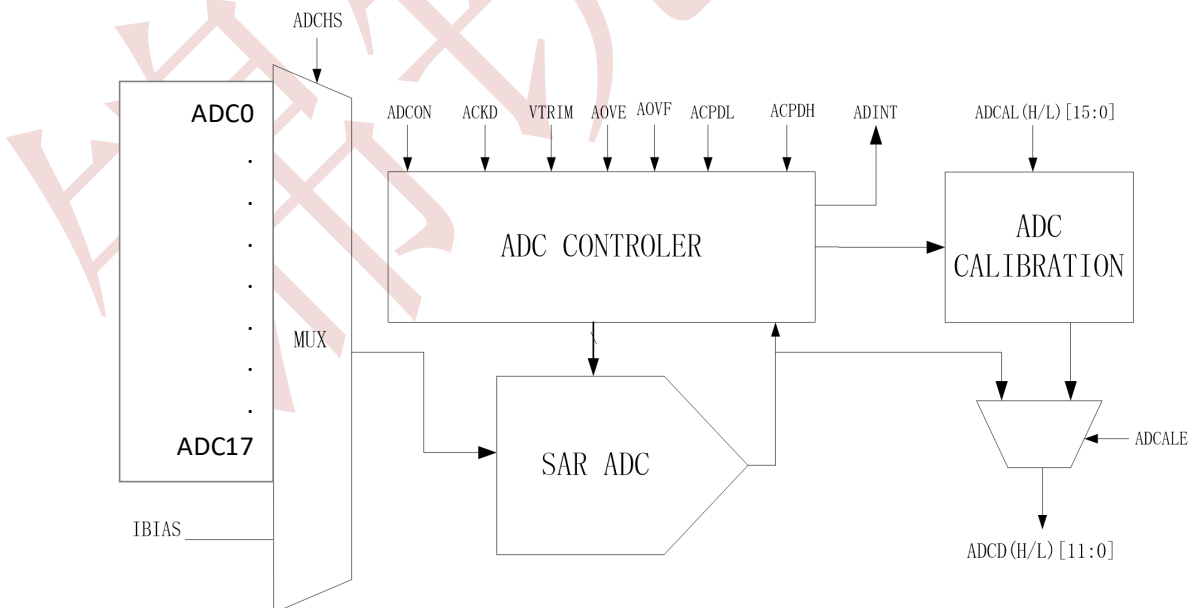 ADCHS
ADC0
ADCON ACKD VTRIM AOVE AOVF ACPDL ACPDH ADINT ADCAL(H/L)[15:0]
ADC CONTROLER
ADC
CALIBRATION
MUX
ADC17
SAR ADC
ADCALE
IBIAS
ADCD(H/L)[11:0]